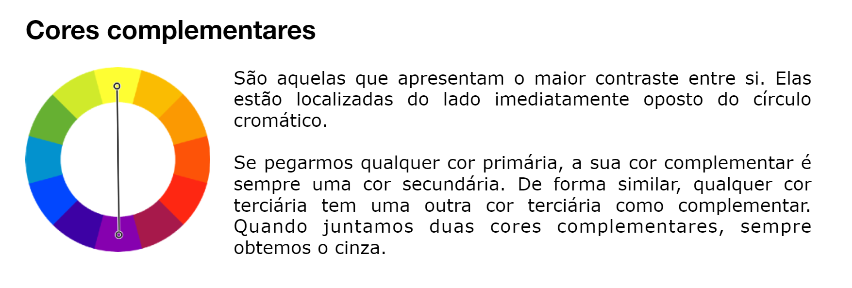 Cores complementares
São aquelas que apresentam o maior contraste entre si. Elas
estão localizadas do lado imediatamente oposto do círculo
cromático.
Se pegarmos qualquer cor primária, a sua cor complementar é
sempre uma cor secundária. De forma similar, qualquer cor
terciária tem uma outra cor terciária como complementar.
Quando juntamos duas cores complementares, sempre
obtemos o cinza.